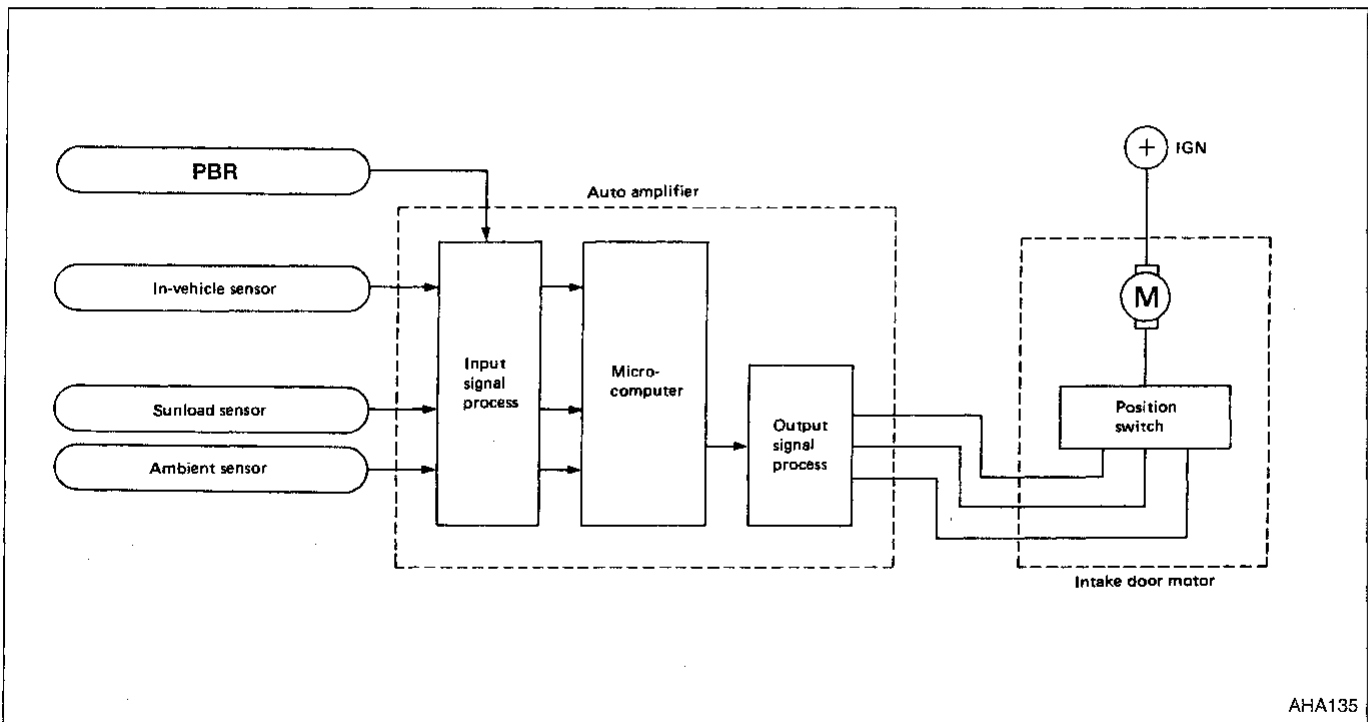 PBR
In-vehicle sensor
Sunload sensor
Ambient sensor
Auto amplifier
Input
signal
process
Micro-
computer
Output
signal
process
+
IGN
M
Position
switch
Intake door motor
AHA135